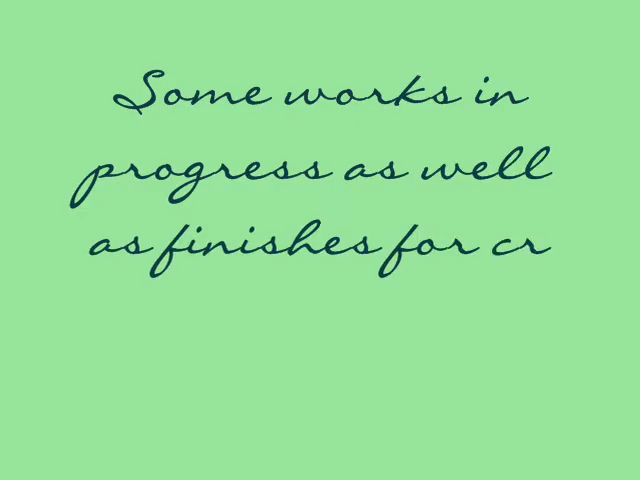 Some works in
progress as well
as finishes for cr